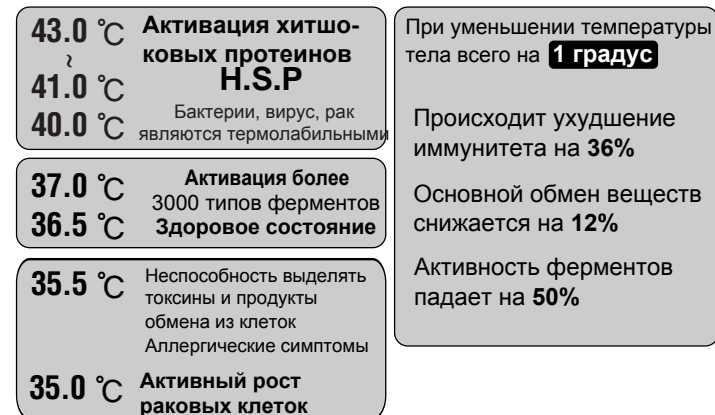 43.0 ℃ Активация хитшо-
ковых протеинов
~
41.0 ℃ H.S.P
40.0 ℃ Бактерии, вирус, рак
являются термолабильными
37.0 ℃ Активация более
3000 типов ферментов
36.5 ℃ Здоровое состояние
35.5 ℃ Неспособность выделять
токсины и продукты
обмена из клеток
Аллергические симптомы
35.0 ℃ Активный рост
раковых клеток
При уменьшении температуры
тела всего на 1 градус
Происходит ухудшение
иммунитета на 36%
Основной обмен веществ
снижается на 12%
Активность ферментов
падает на 50%